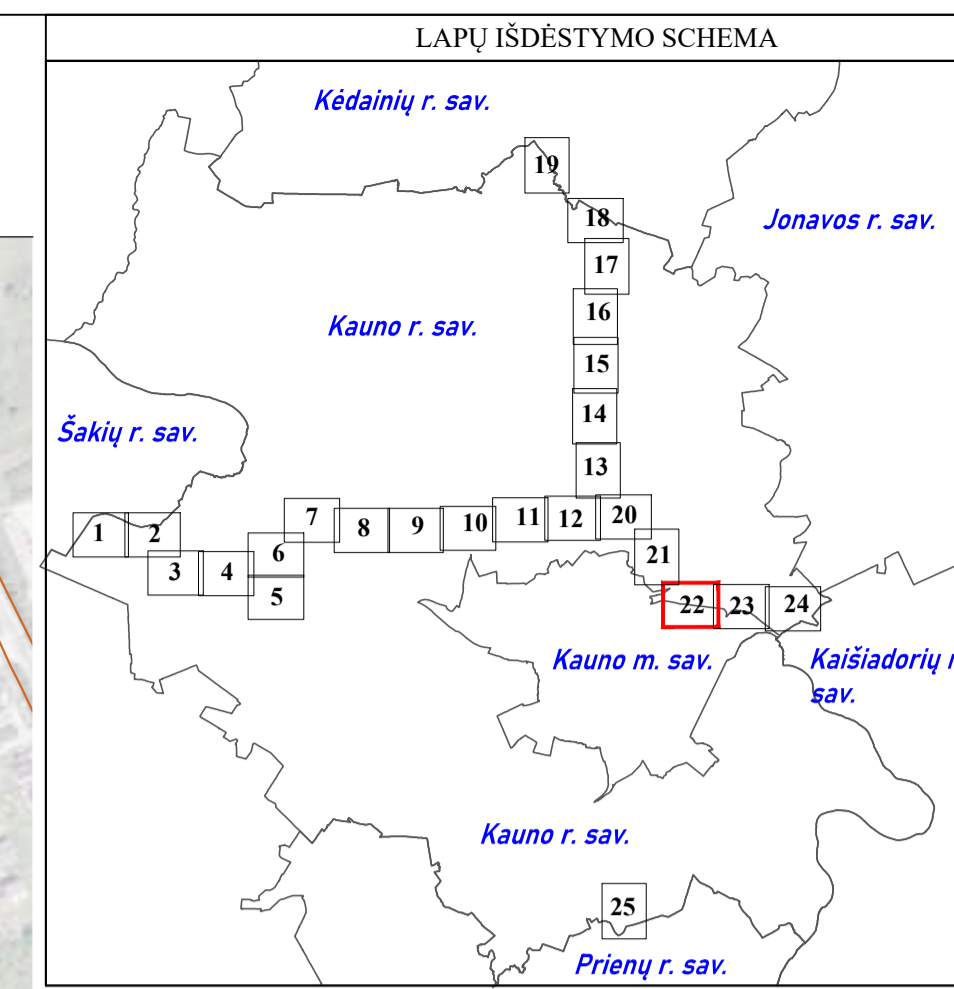 LAPŲ IŠDĖSTYMO SCHEMA
Kėdainių r. sav.
19
18
Jonavos r. sav.
17
16
Kauno r. sav.
15
14
Šakių r. sav.
13
7
8
9
10
11
12
20
1
2
6
21
3
4
5
22
23
24
Kauno m. sav.
Kaišiadorių r
sav.
Kauno r. sav.
25
Prienų r. sav.